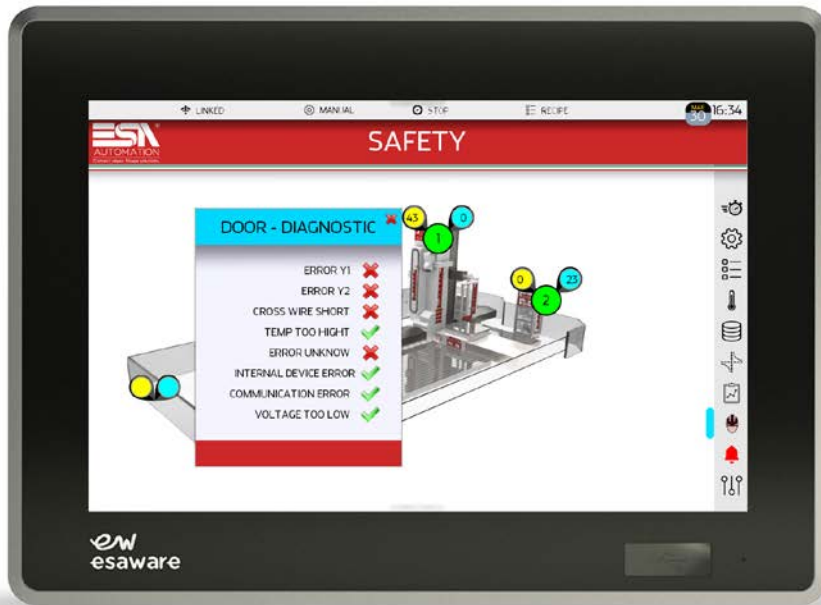 LINKED
MANUAL
STOP
RECIPE
MAR
30
16:34
ESA
AUTOMATION
SAFETY
DOOR - DIAGNOSTIC
ERROR Y1
ERROR Y2
CROSS WIRE SHORT
TEMP TOO HIGHT
ERROR UNKNOW
INTERNAL DEVICE ERROR
COMMUNICATION ERROR
VOLTAGE TOO LOW
43
1
0
0
2
23
ew
esaware